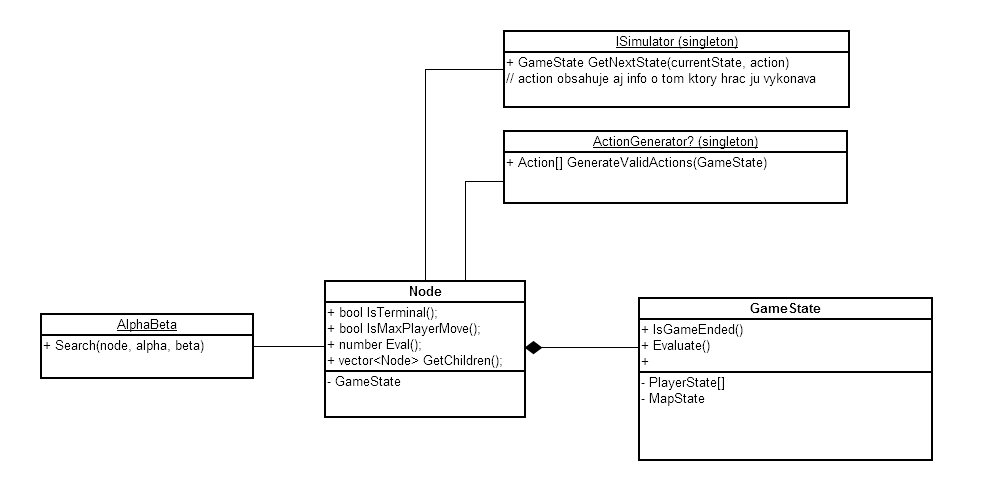 ISimulator (singleton)
+ GameState GetNextState(currentState, action)
// action obsahuje aj info o tom ktory hrac ju vykonava
ActionGenerator? (singleton)
+ Action[] GenerateValidActions(GameState)
Node
+ bool IsTerminal();
+ bool IsMaxPlayerMove();
+ number Eval();
+ vector<Node> GetChildren();
- GameState
AlphaBeta
+ Search(node, alpha, beta)
GameState
+ IsGameEnded()
+ Evaluate()
+
- PlayerState[]
- MapState